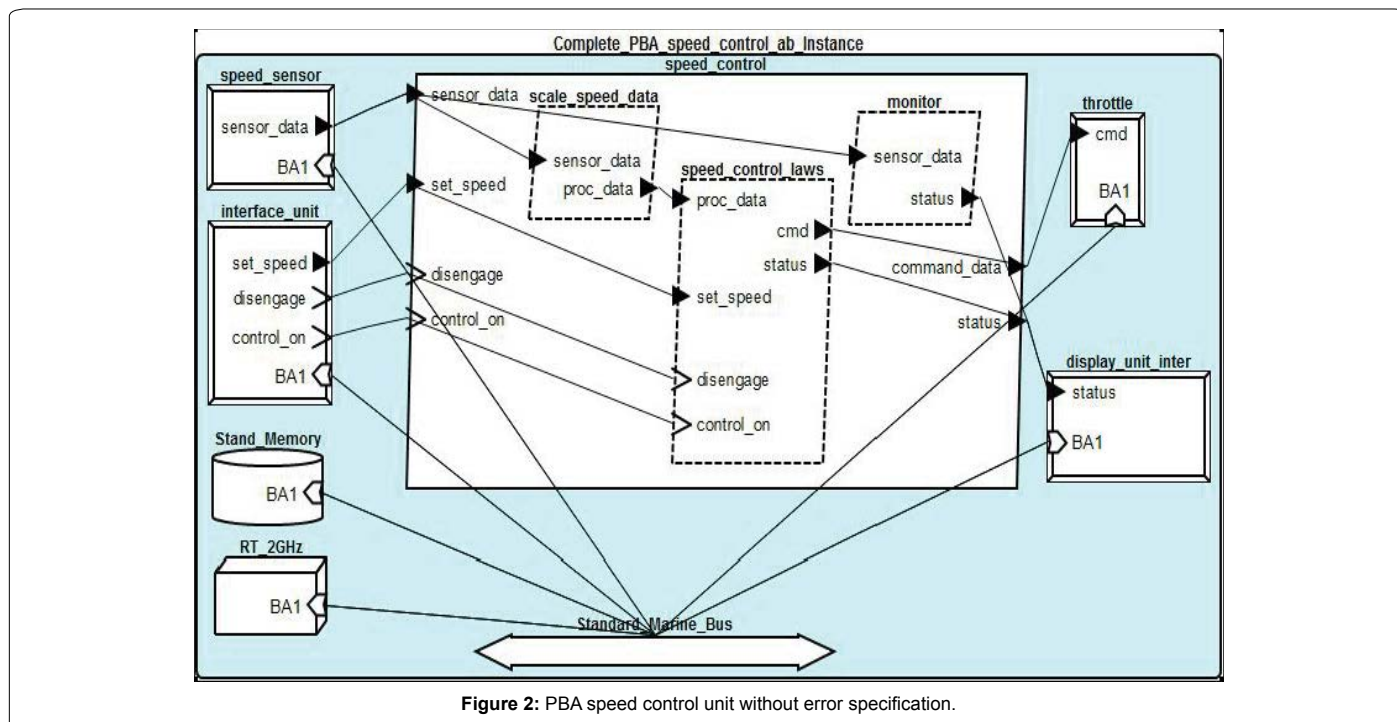 Complete_PBA_speed_control_ab_Instance
speed_control
speed_sensor
sensor_data
BA1
interface_unit
set_speed
disengage
control_on
BA1
Stand_Memory
BA1
RT_2GHz
BA1
sensor_data
set_speed
disengage
control_on
scale_speed_data
sensor_data
proc_data
speed_control_laws
proc_data
cmd
status
set_speed
disengage
control_on
monitor
sensor_data
status
command_data
status
throttle
cmd
BA1
display_unit_inter
status
BA1
Standard_Marine_Bus
Figure 2: PBA speed control unit without error specification.